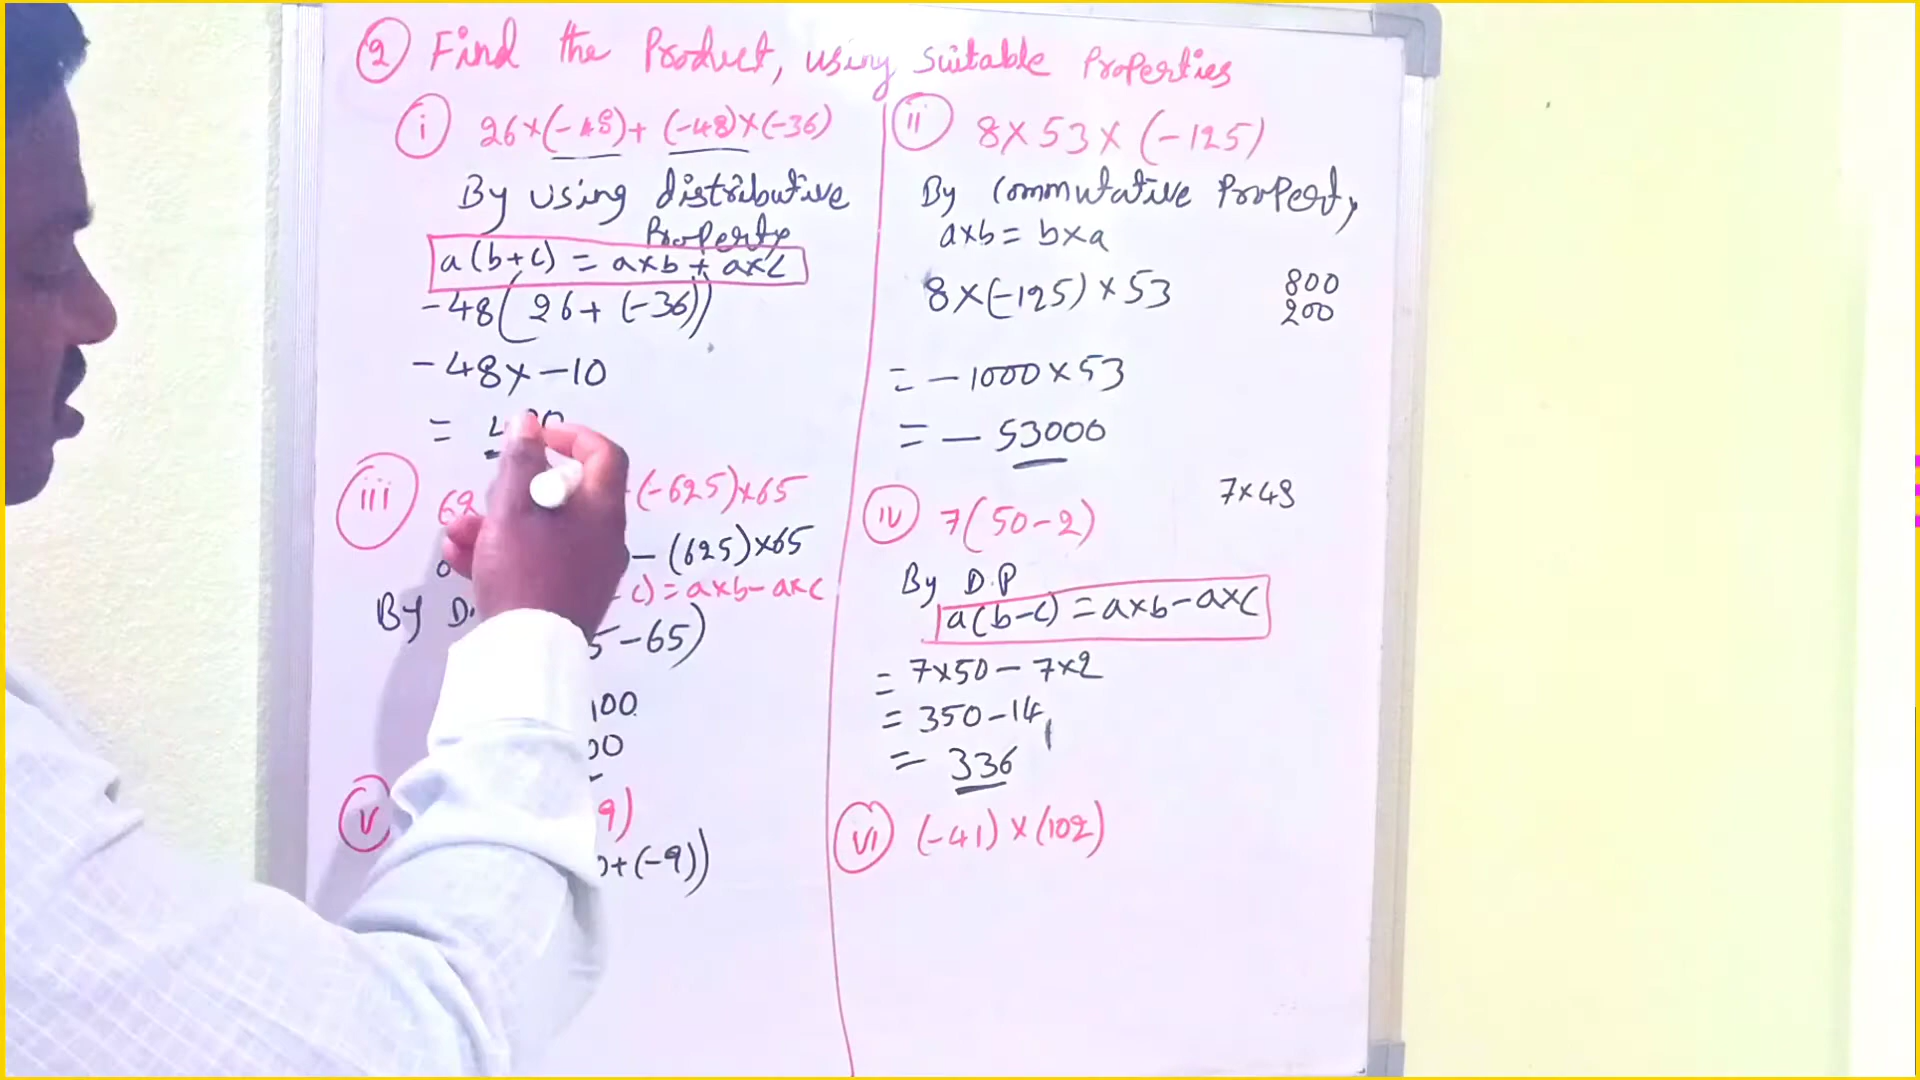 2 Find the Product, using suitable Properties
i 26×(-48)+ (-48)×(-36)
By using distributive
Property
a(b+c) = a×b + a×c
-48(26+(-36))
-48×-10
=
iii (-625)×65
-(625)×65
c)=a×b-a×c
By D.
5-65)
100
00
v 9)
+(-9))
ii 8×53×(-125)
By Commutative Property
a×b = b×a
8×(-125)×53
800
200
= -1000×53
= -53000
7×48
iv 7(50-2)
By D.P
a(b-c) = a×b-a×c
= 7×50-7×2
= 350-14
= 336
vi (-41)×(102)